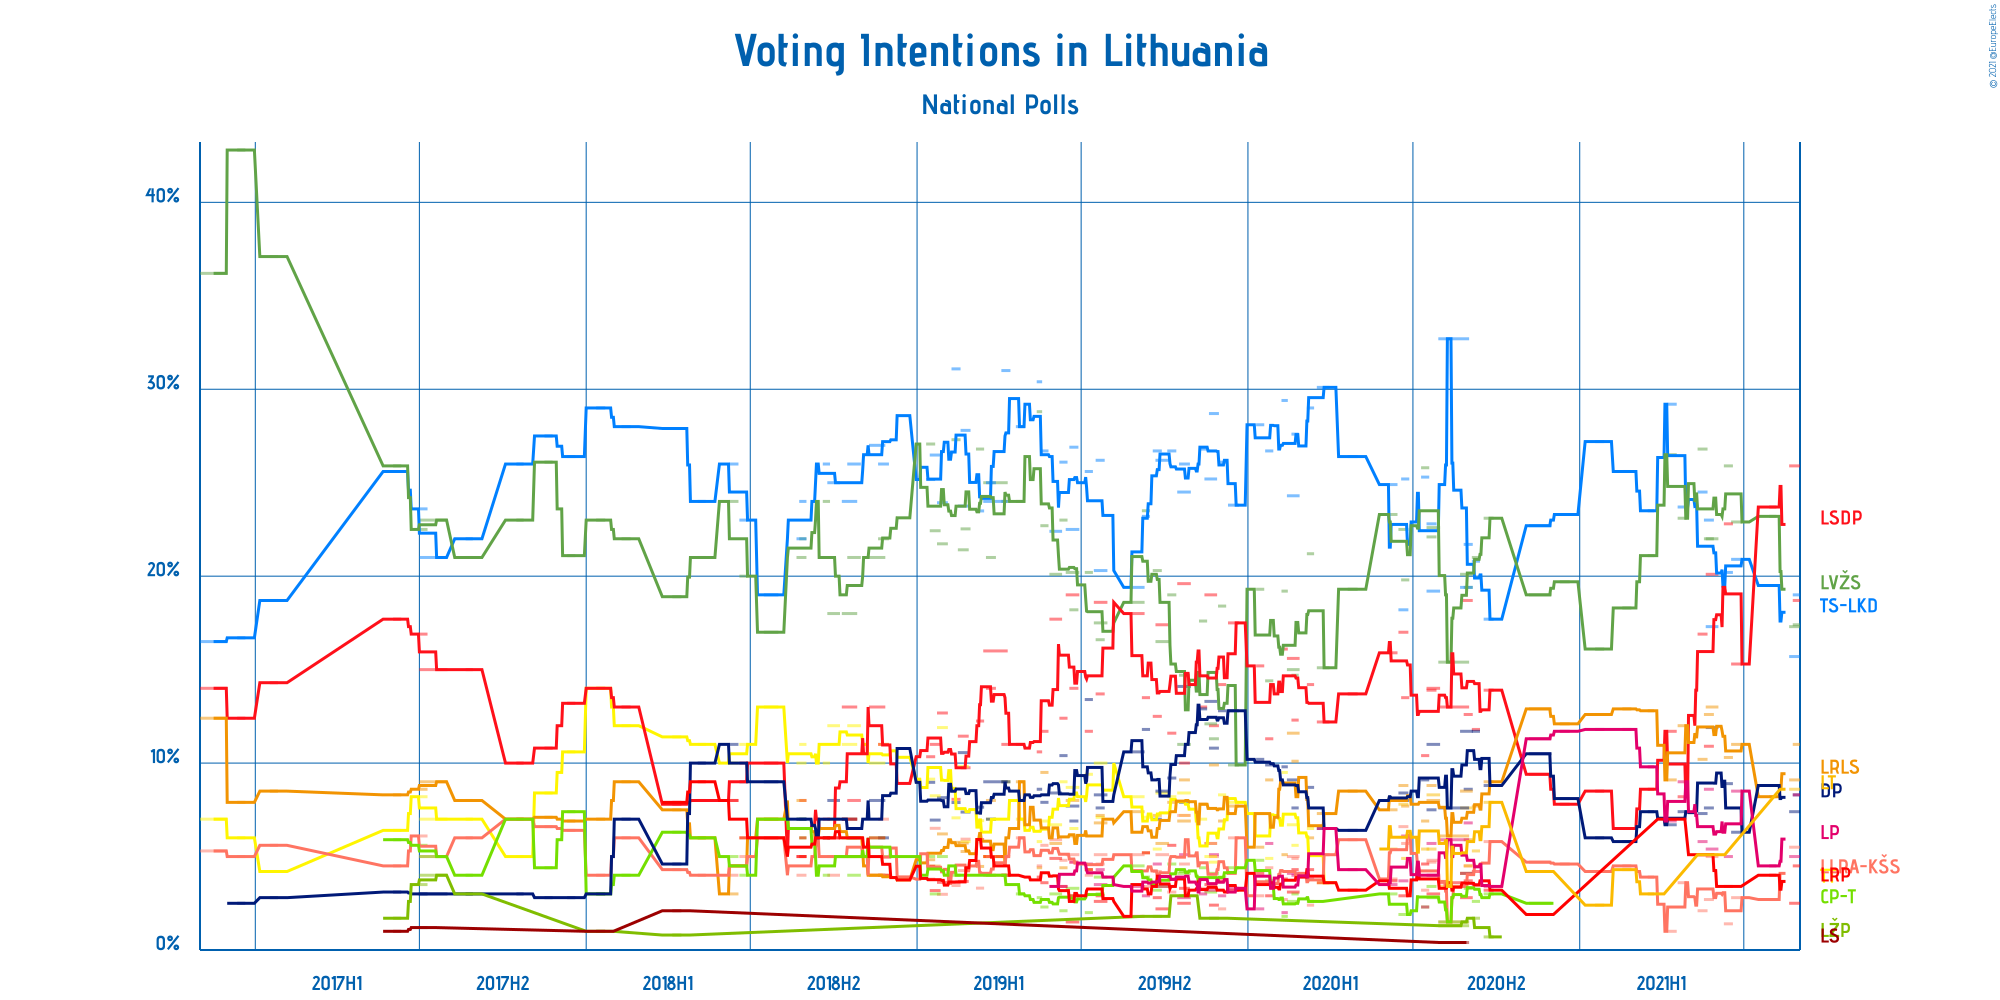 © 2021 @EuropeElects
Voting Intentions in Lithuania
National Polls
40%
30%
20%
10%
0%
LSDP
LVŽS
TS-LKD
LRLS
DP
LP
LLRA-KŠS
LRP
CP-T
LŽP
LS
2017H1
2017H2
2018H1
2018H2
2019H1
2019H2
2020H1
2020H2
2021H1